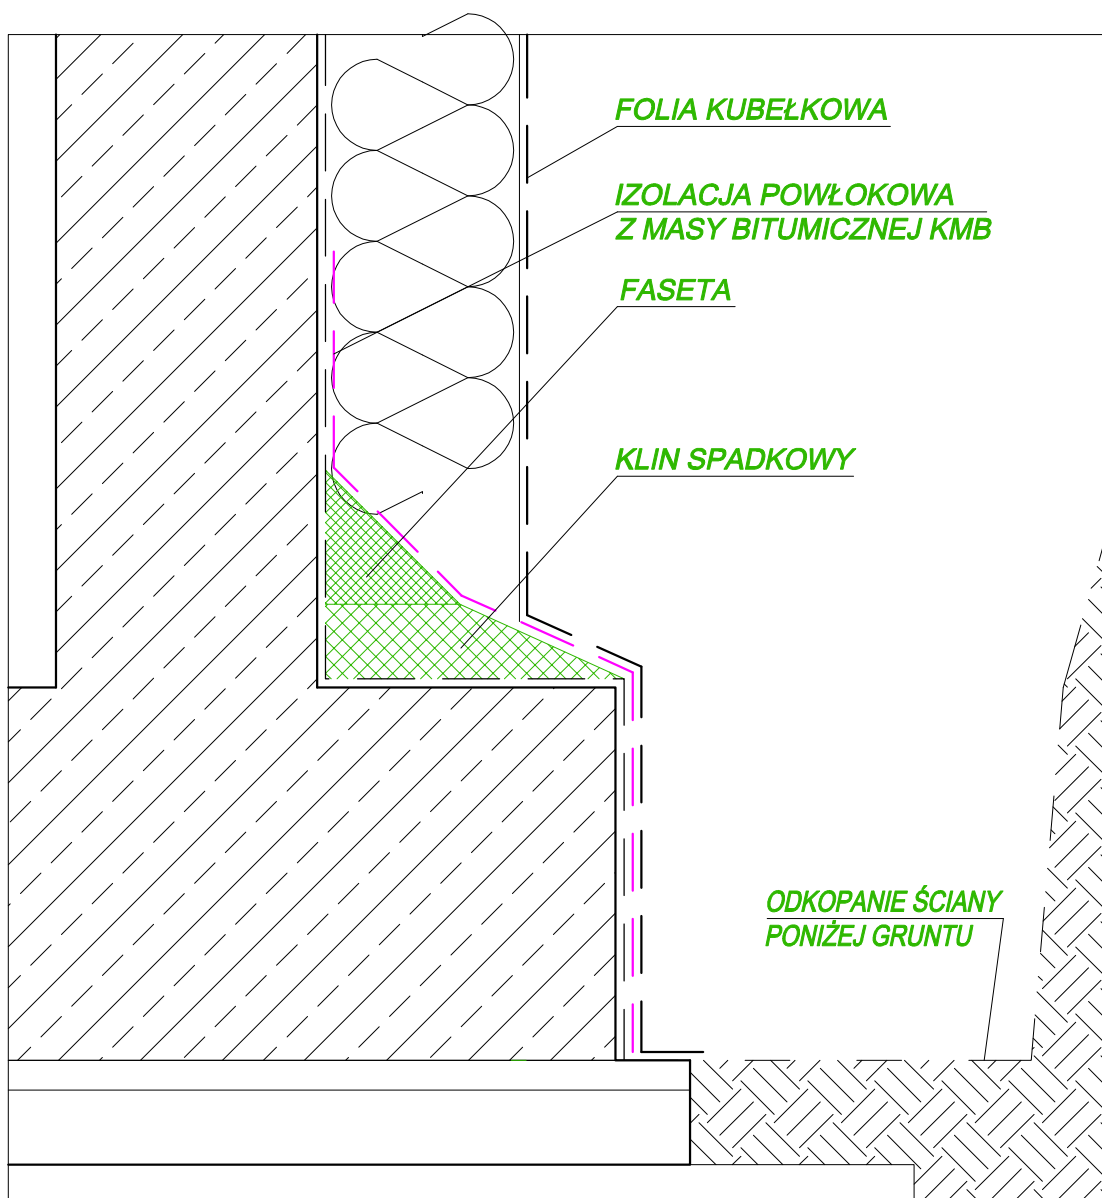 FOLIA KUBEŁKOWA
IZOLACJA POWŁOKOWA
Z MASY BITUMICZNEJ KMB
FASETA
KLIN SPADKOWY
ODKOPANIE ŚCIANY
PONIŻEJ GRUNTU